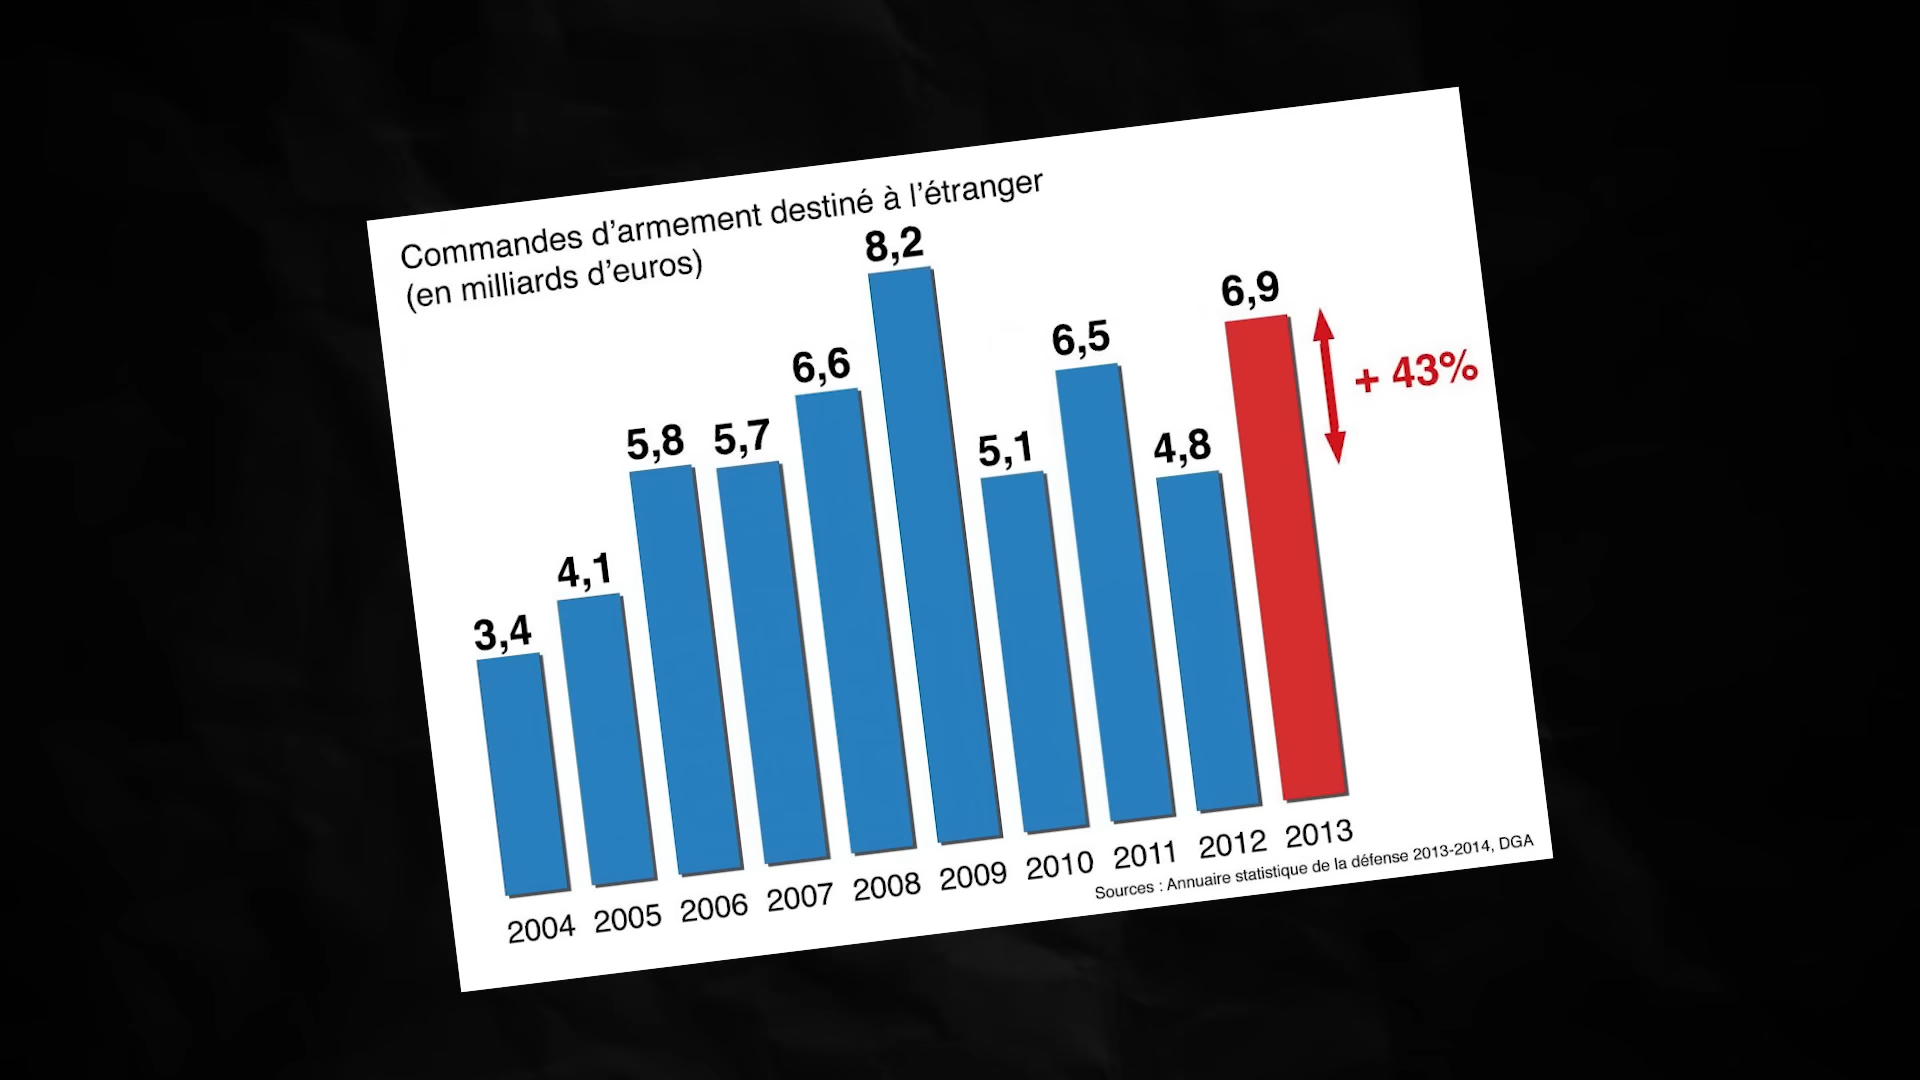 Commandes d'armement destiné à l'étranger
(en milliards d'euros)
3,4
4,1
5,8
5,7
6,6
8,2
5,1
6,5
4,8
6,9
+ 43%
2004 2005 2006 2007 2008 2009 2010 2011 2012 2013
Sources : Annuaire statistique de la défense 2013-2014, DGA